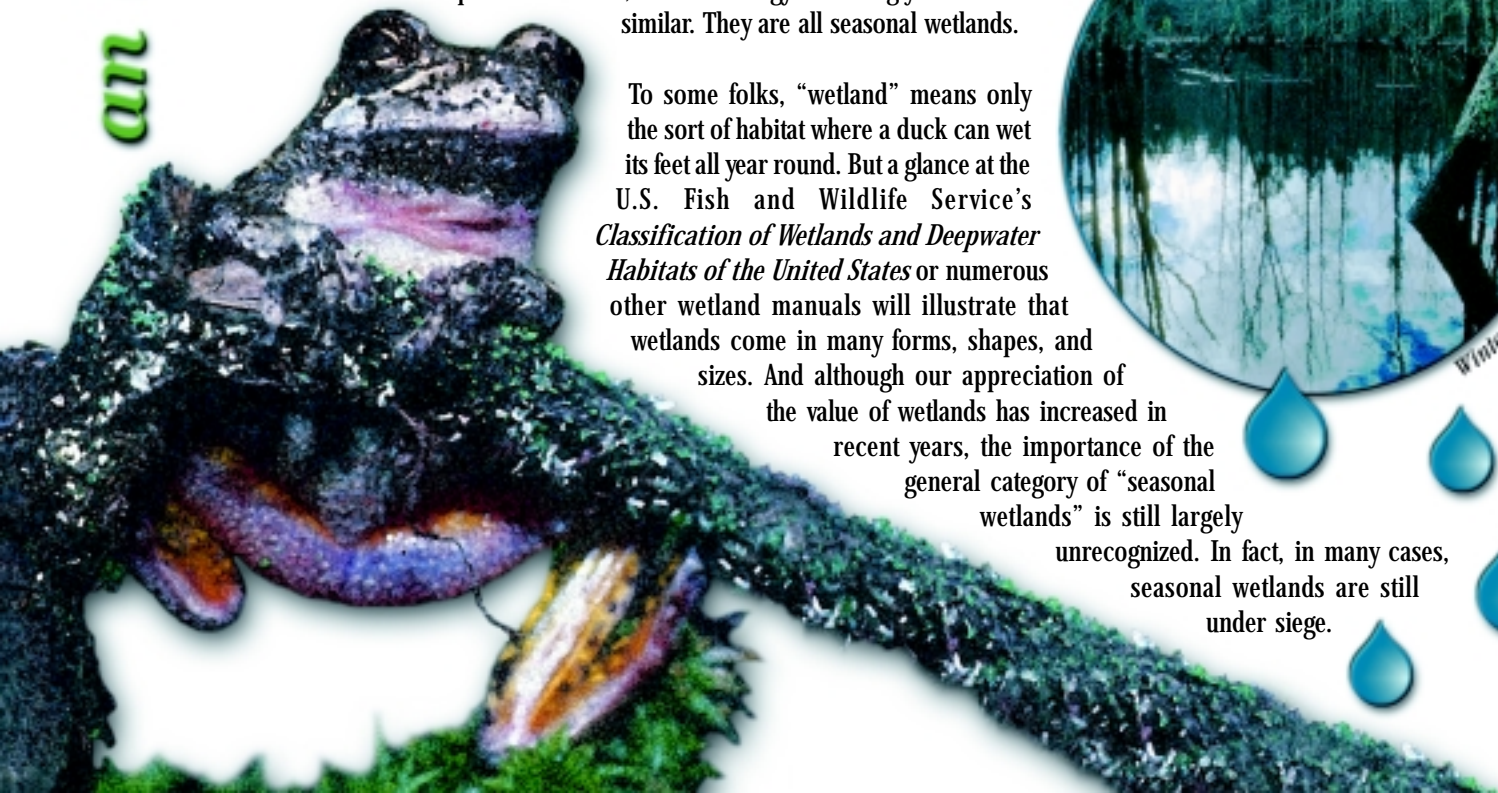 similar. They are all seasonal wetlands.
To some folks, “wetland” means only
the sort of habitat where a duck can wet
its feet all year round. But a glance at the
U.S. Fish and Wildlife Service’s
Classification of Wetlands and Deepwater
Habitats of the United States or numerous
other wetland manuals will illustrate that
wetlands come in many forms, shapes, and
sizes. And although our appreciation of
the value of wetlands has increased in
recent years, the importance of the
general category of “seasonal
wetlands” is still largely
unrecognized. In fact, in many cases,
seasonal wetlands are still
under siege.
an